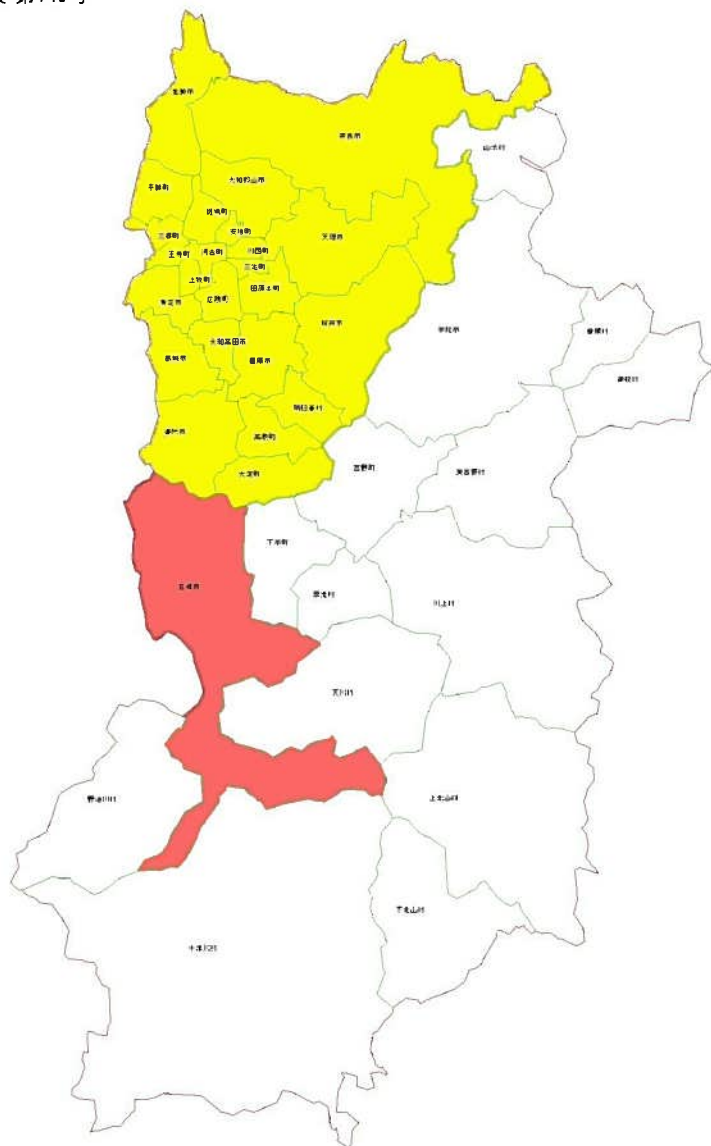 生駒市
奈良市
山添村
平群町
大和郡山市
斑鳩町
安堵町
三郷町
天理市
王寺町
河合町
川西町
三宅町
上牧町
田原本町
広陵町
香芝市
桜井市
宇陀市
曽爾村
大和高田市
葛城市
橿原市
御杖村
明日香村
御所市
高取町
吉野町
東吉野村
大淀町
下市町
五條市
黒滝村
川上村
天川村
野迫川村
上北山村
下北山村
十津川村